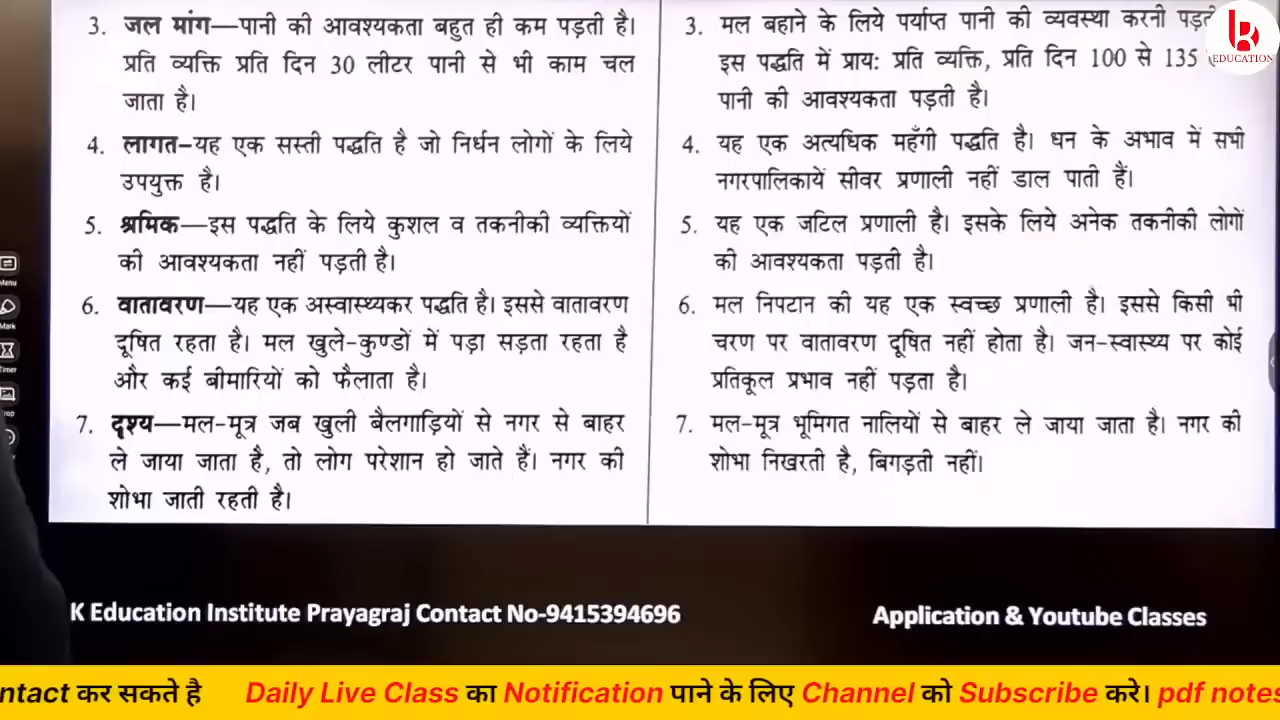 3. जल मांग—पानी की आवश्यकता बहुत ही कम पड़ती है।
प्रति व्यक्ति प्रति दिन 30 लीटर पानी से भी काम चल
जाता है।
4. लागत–यह एक सस्ती पद्धति है जो निर्धन लोगों के लिये
उपयुक्त है।
5. श्रमिक—इस पद्धति के लिये कुशल व तकनीकी व्यक्तियों
की आवश्यकता नहीं पड़ती है।
6. वातावरण—यह एक अस्वास्थ्यकर पद्धति है। इससे वातावरण
दूषित रहता है। मल खुले-कुण्डों में पड़ा सड़ता रहता है
और कई बीमारियों को फैलाता है।
7. दृश्य—मल-मूत्र जब खुली बैलगाड़ियों से नगर से बाहर
ले जाया जाता है, तो लोग परेशान हो जाते हैं। नगर की
शोभा जाती रहती है।
3. मल बहाने के लिये पर्याप्त पानी की व्यवस्था करनी
इस पद्धति में प्राय: प्रति व्यक्ति, प्रति दिन 100 से 135
पानी की आवश्यकता पड़ती है।
4. यह एक अत्यधिक महँगी पद्धति है। धन के अभाव में सभी
नगरपालिकायें सीवर प्रणाली नहीं डाल पाती हैं।
5. यह एक जटिल प्रणाली है। इसके लिये अनेक तकनीकी लोगों
की आवश्यकता पड़ती है।
6. मल निपटान की यह एक स्वच्छ प्रणाली है। इससे किसी भी
चरण पर वातावरण दूषित नहीं होता है। जन-स्वास्थ्य पर कोई
प्रतिकूल प्रभाव नहीं पड़ता है।
7. मल-मूत्र भूमिगत नालियों से बाहर ले जाया जाता है। नगर की
शोभा निखरती है, बिगड़ती नहीं।
EDUCATION
Menu
Mark
Timer
K Education Institute Prayagraj Contact No-9415394696
Application & Youtube Classes
ntact कर सकते है Daily Live Class का Notification पाने के लिए Channel को Subscribe करे। pdf notes